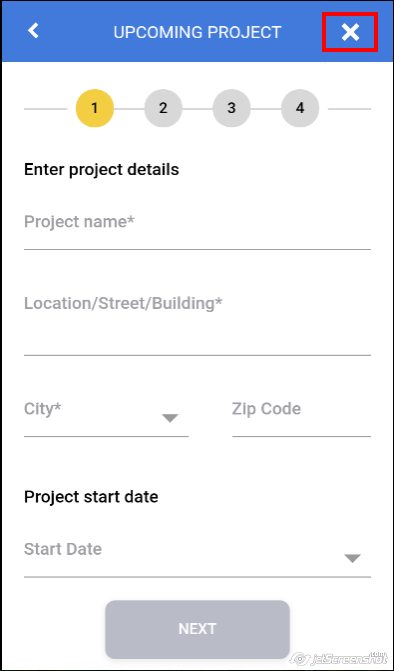 UPCOMING PROJECT
1 2 3 4
Enter project details
Project name*
Location/Street/Building*
City* Zip Code
Project start date
Start Date
NEXT
jetScreenshot